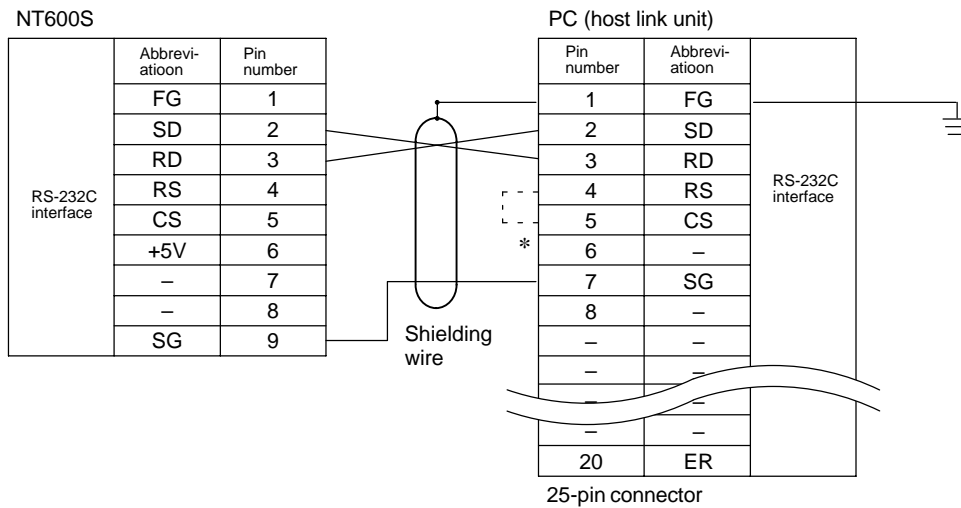 NT600S
Abbrevi-
atioon
Pin
number
FG 1
SD 2
RD 3
RS 4
CS 5
+5V 6
– 7
– 8
SG 9
RS-232C
interface
Shielding
wire
PC (host link unit)
Pin
number
Abbrevi-
atioon
1 FG
2 SD
3 RD
4 RS
5 CS
* 6 –
7 SG
8 –
– –
– –
– –
– –
20 ER
RS-232C
interface
25-pin connector